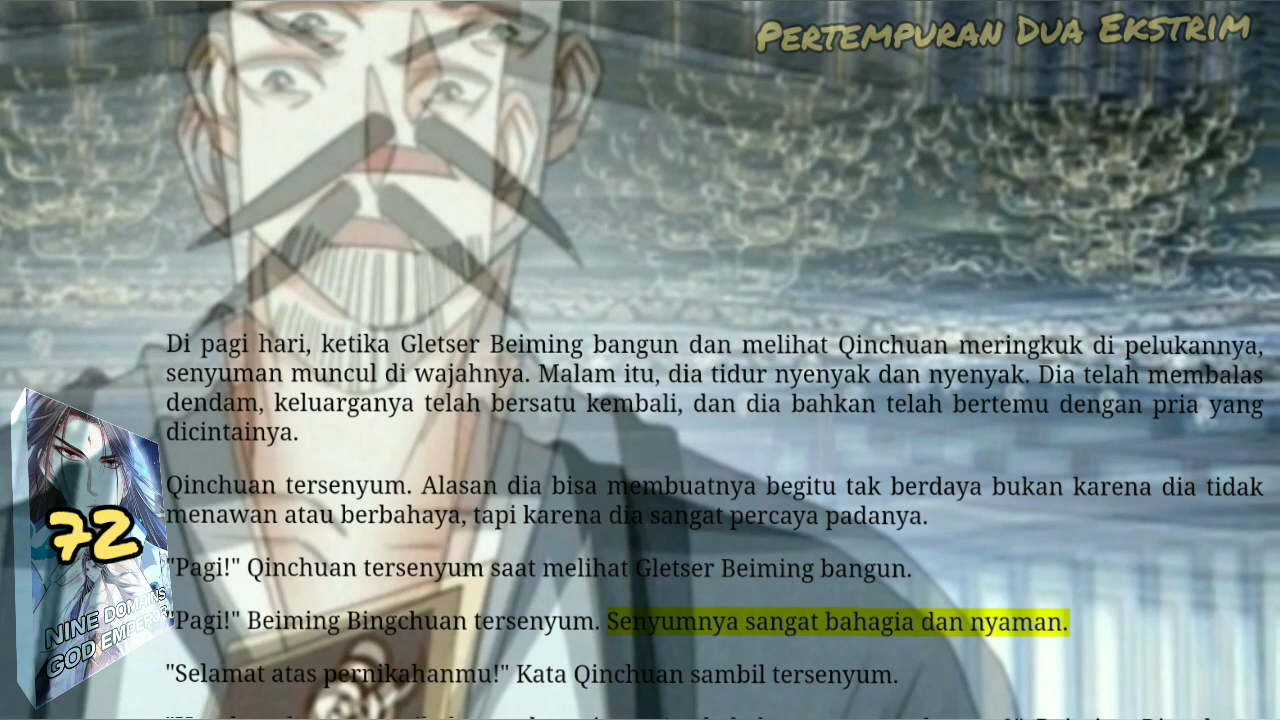 Pertempuran Dua Ekstrim
Di pagi hari, ketika Gletser Beiming bangun dan melihat Qinchuan meringkuk di pelukannya,
senyuman muncul di wajahnya. Malam itu, dia tidur nyenyak dan nyenyak. Dia telah membalas
dendam, keluarganya telah bersatu kembali, dan dia bahkan telah bertemu dengan pria yang
dicintainya.
Qinchuan tersenyum. Alasan dia bisa membuatnya begitu tak berdaya bukan karena dia tidak
menawan atau berbahaya, tapi karena dia sangat percaya padanya.
"Pagi!" Qinchuan tersenyum saat melihat Gletser Beiming bangun.
"Pagi!" Beiming Bingchuan tersenyum. Senyumnya sangat bahagia dan nyaman.
"Selamat atas pernikahanmu!" Kata Qinchuan sambil tersenyum.
72
NINE DOMAINS
GOD EMPEROR